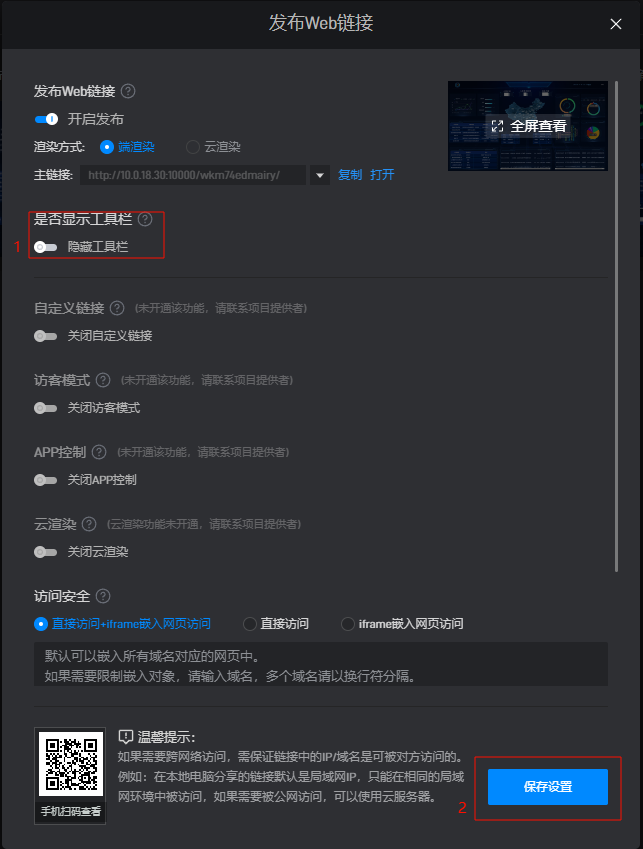 发布Web链接
发布Web链接
开启发布
渲染方式: 端渲染 云渲染
全屏查看
主链接: http://10.0.18.30:10000/wkm74edmairy/ 复制 打开
是否显示工具栏
1 隐藏工具栏
自定义链接 (未开通该功能，请联系项目提供者)
关闭自定义链接
访客模式 (未开通该功能，请联系项目提供者)
关闭访客模式
APP控制 (未开通该功能，请联系项目提供者)
关闭APP控制
云渲染 (云渲染功能未开通，请联系项目提供者)
关闭云渲染
访问安全
直接访问+iframe嵌入网页访问 直接访问 iframe嵌入网页访问
默认可以嵌入所有域名对应的网页中。
如果需要限制嵌入对象，请输入域名，多个域名请以换行符分隔。
温馨提示:
如果需要跨网络访问，需保证链接中的IP/域名是可被对方访问的。
例如：在本地电脑分享的链接默认是局域网IP，只能在相同的局域
网环境中被访问，如果需要被公网访问，可以使用云服务器。
手机扫码查看
2 保存设置